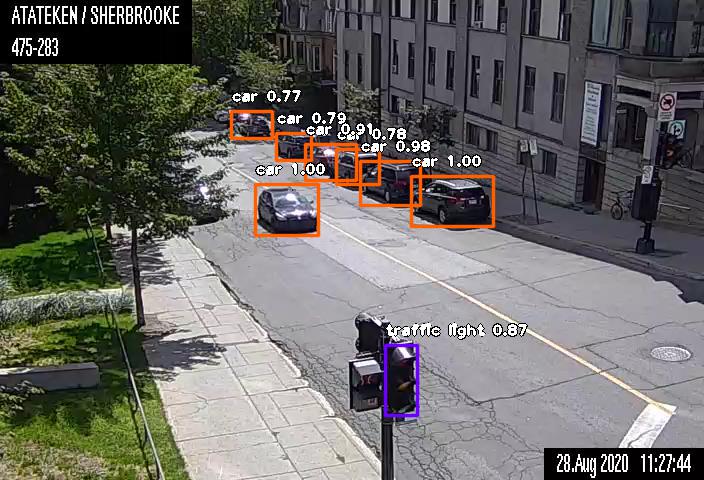 ATATEKEN / SHERBROOKE
475-283
car 0.77
car 0.79
car 0.91
car 0.78
car 0.98
car 1.00
car 1.00
traffic light 0.87
28.Aug 2020 11:27:44